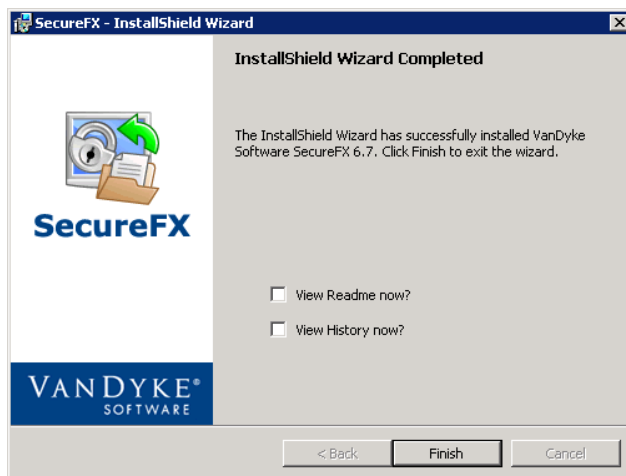 SecureFX - InstallShield Wizard
InstallShield Wizard Completed
The InstallShield Wizard has successfully installed VanDyke
Software SecureFX 6.7. Click Finish to exit the wizard.
SecureFX
View Readme now?
View History now?
VANDYKE®
SOFTWARE
< Back
Finish
Cancel